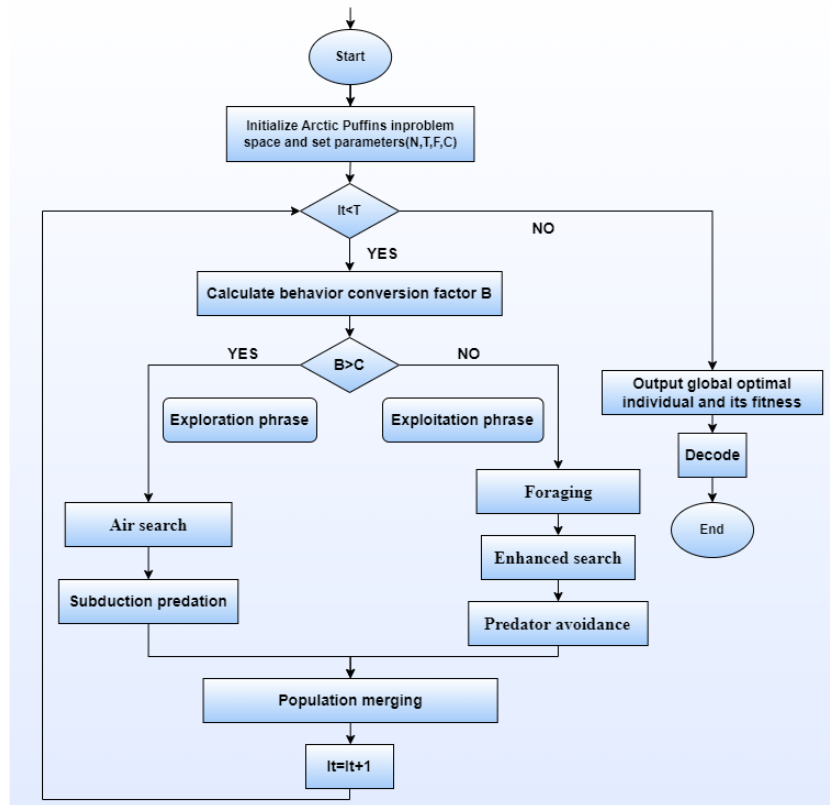 Start
Initialize Arctic Puffins inproblem
space and set parameters(N,T,F,C)
It<T
NO
YES
Calculate behavior conversion factor B
YES
B>C
NO
Exploration phrase
Exploitation phrase
Output global optimal
individual and its fitness
Decode
End
Foraging
Air search
Enhanced search
Subduction predation
Predator avoidance
Population merging
It=It+1